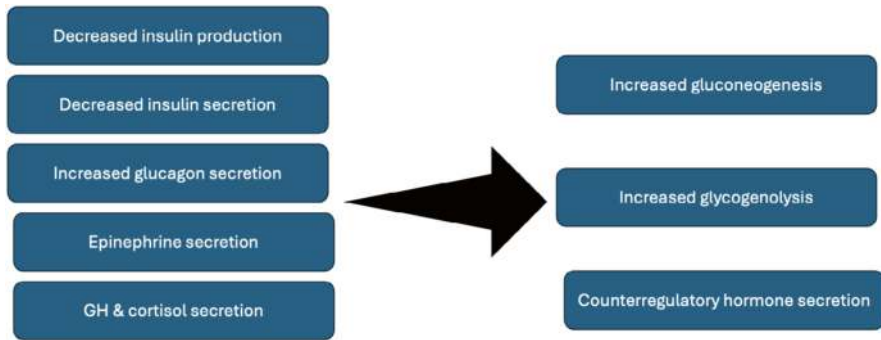 Decreased insulin production
Decreased insulin secretion
Increased glucagon secretion
Epinephrine secretion
GH & cortisol secretion
Increased gluconeogenesis
Increased glycogenolysis
Counterregulatory hormone secretion